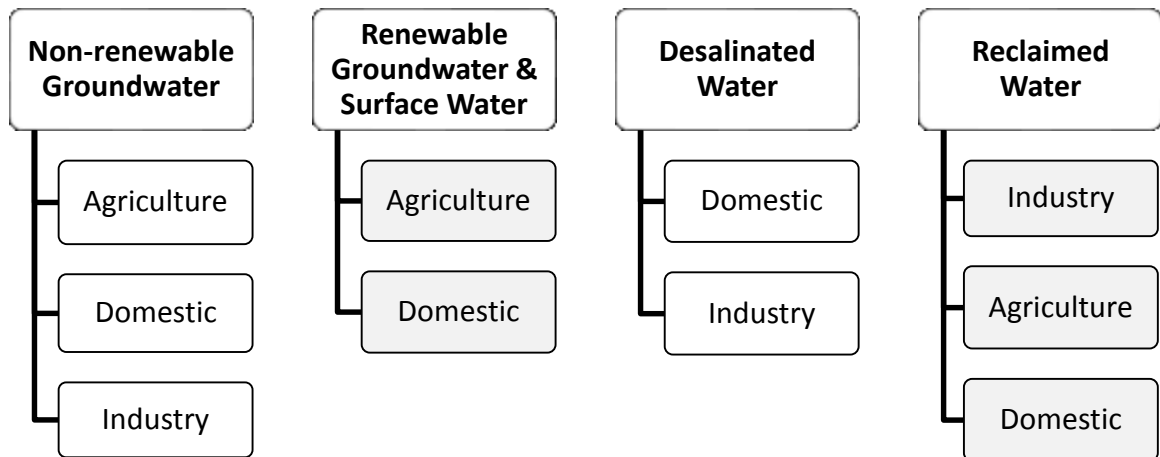 Non-renewable
Groundwater
Agriculture
Domestic
Industry
Renewable
Groundwater &
Surface Water
Agriculture
Domestic
Desalinated
Water
Domestic
Industry
Reclaimed
Water
Industry
Agriculture
Domestic